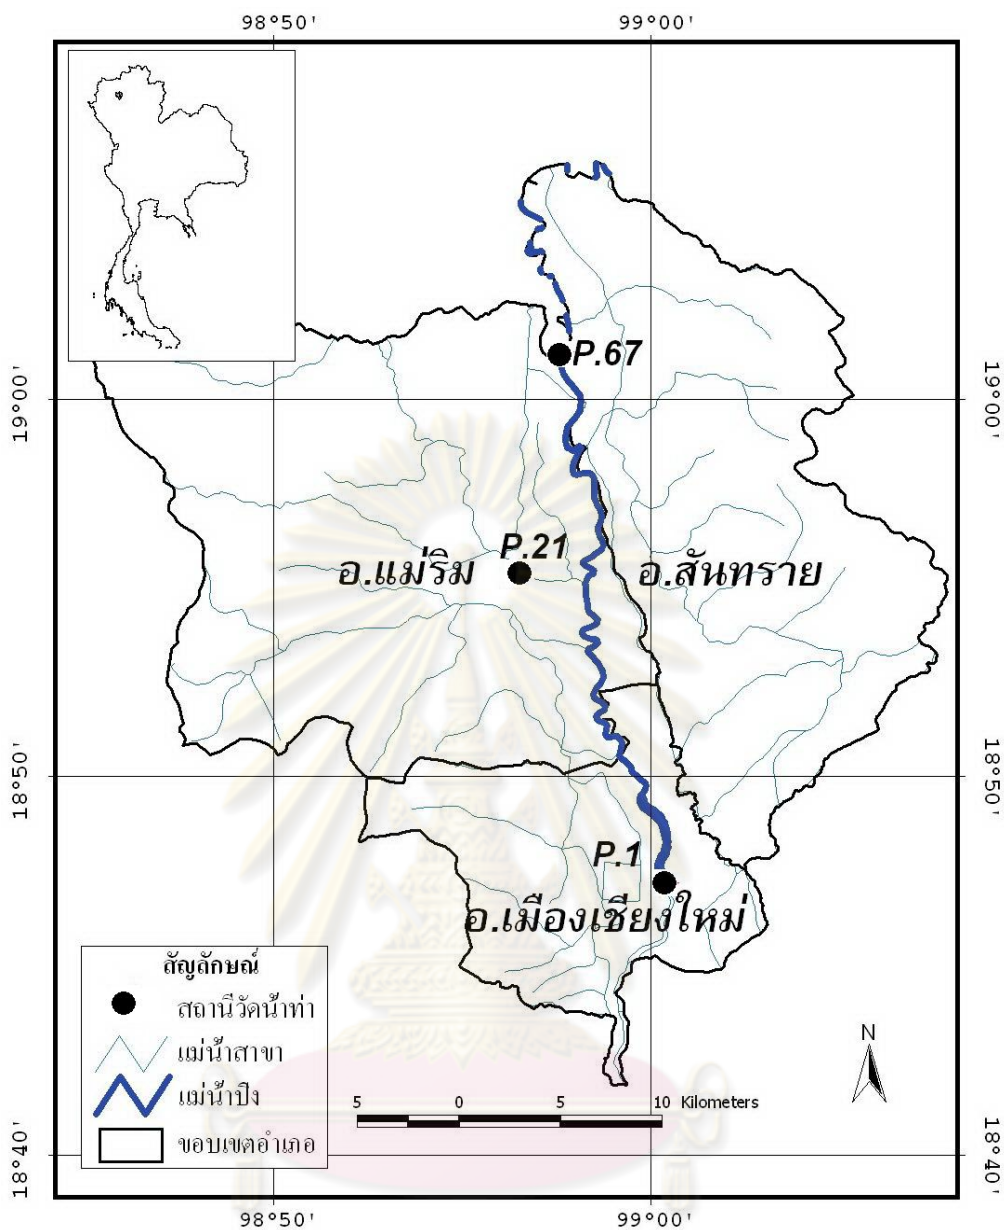 98°50' 99°00'
P.67
19°00' 19°00'
P.21
อ.แม่ริม อ.สันทราย
18°50' 18°50'
P.1
อ.เมืองเชียงใหม่
สัญลักษณ์
สถานีวัดน้ำท่า
แม่น้ำสาขา
แม่น้ำปิง
ขอบเขตอำเภอ
5 0 5 10 Kilometers
N
18°40' 18°40'
98°50' 99°00'